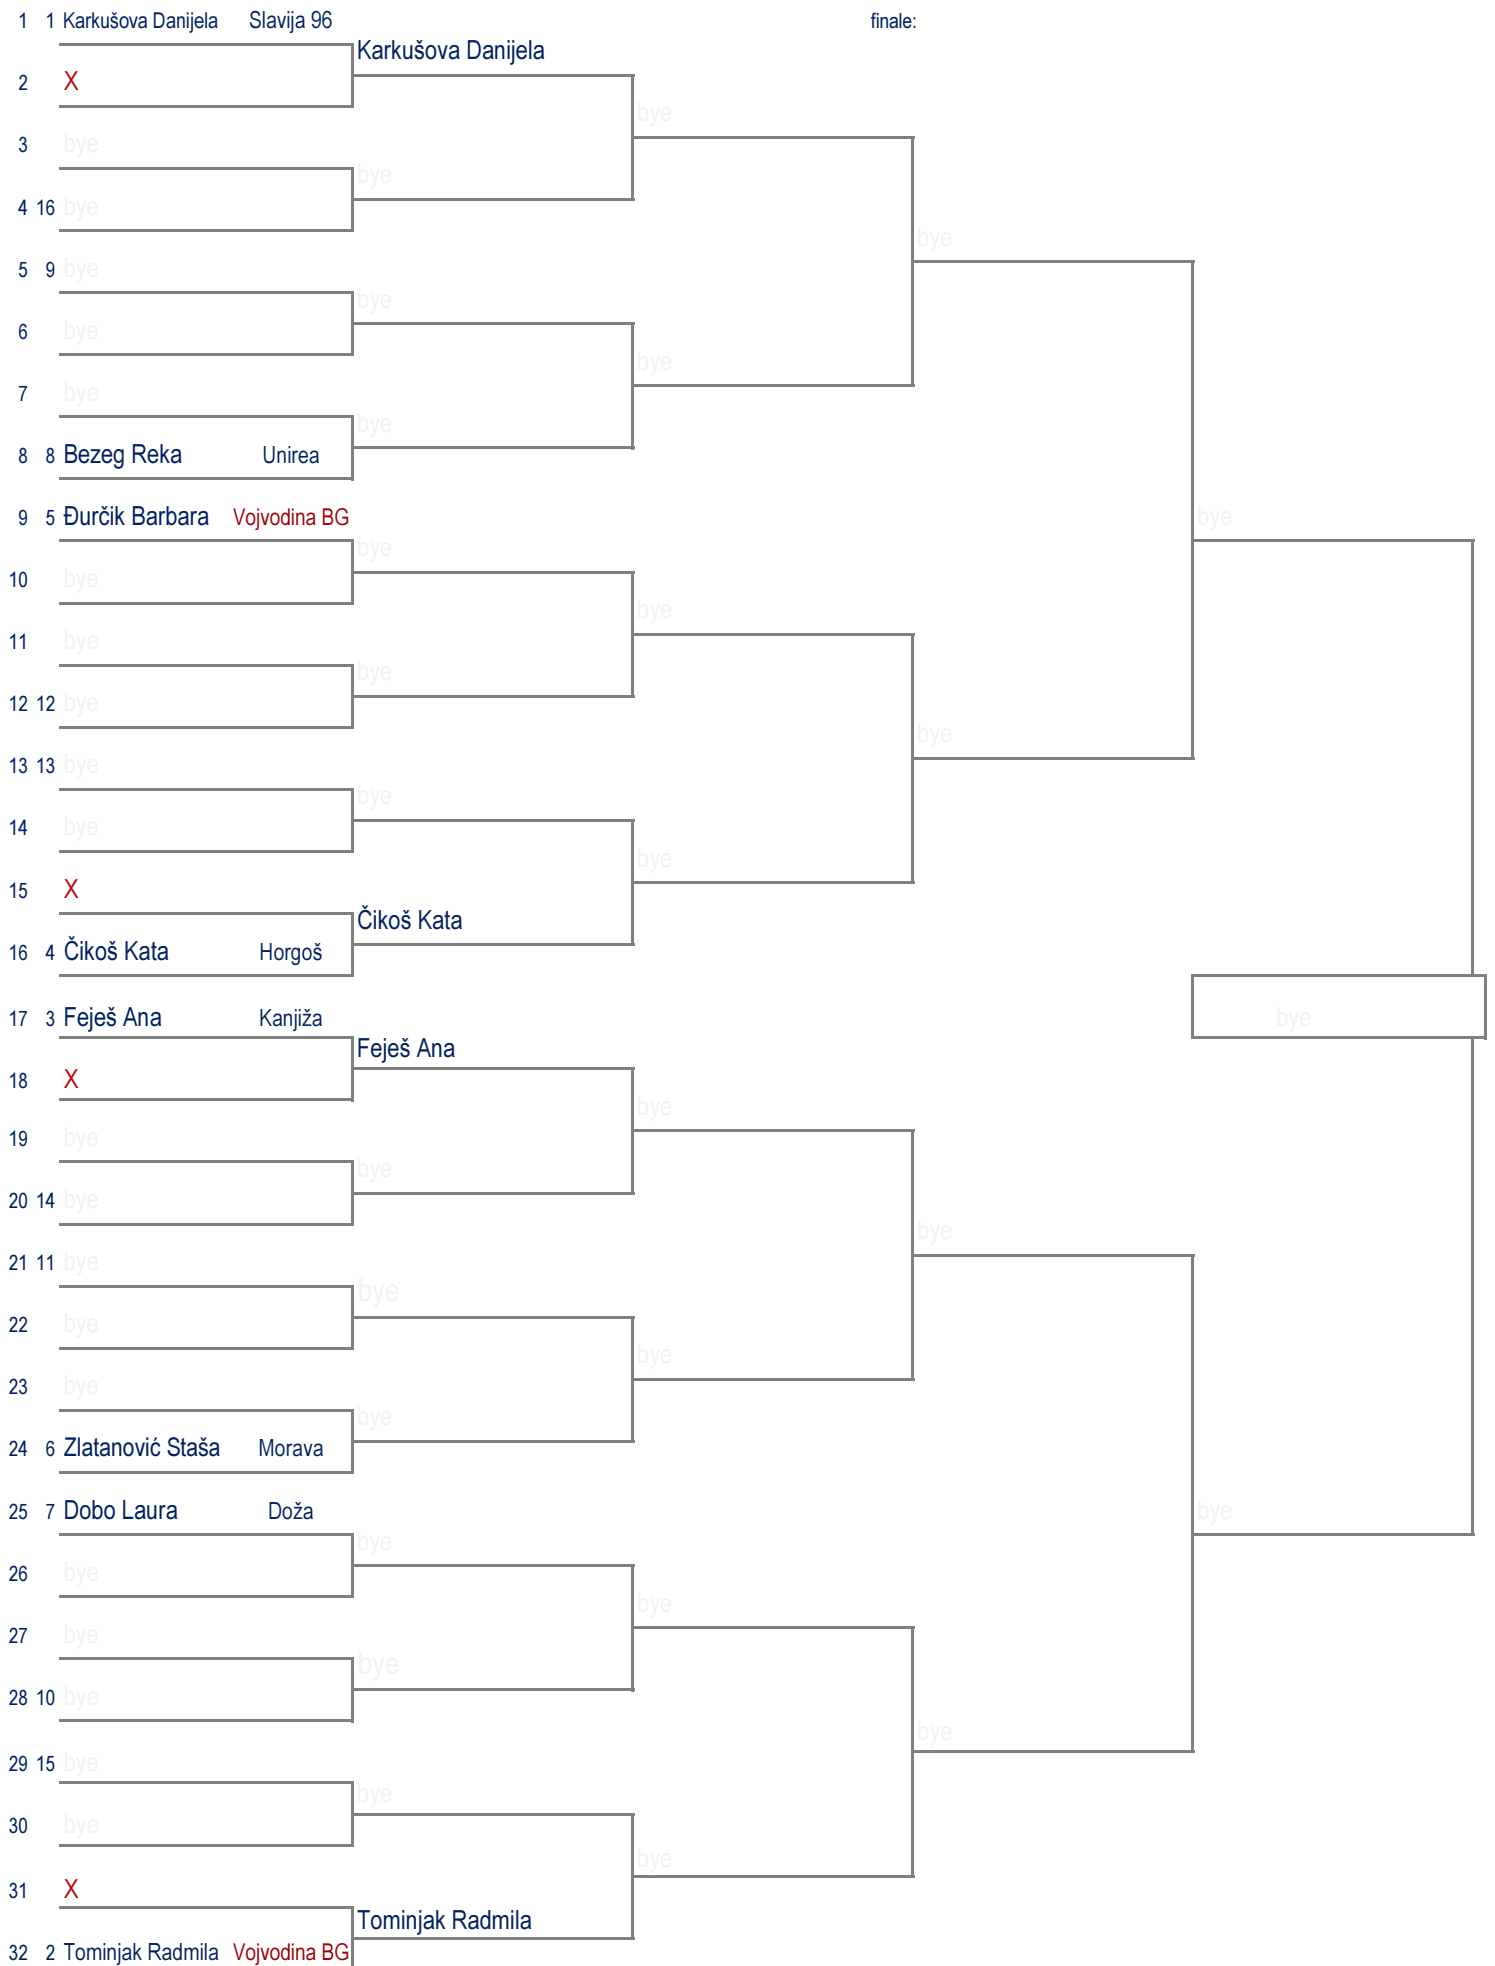 1 1 Karkušova Danijela Slavija 96 finale:
Karkušova Danijela
2 X
bye
3 bye
bye
4 16 bye
bye
5 9 bye
bye
6 bye
bye
7 bye
bye
8 8 Bezeg Reka Unirea
9 5 Đurčik Barbara Vojvodina BG bye
bye
10 bye
bye
11 bye
bye
12 12 bye
bye
13 13 bye
bye
14 bye
bye
15 X
Čikoš Kata
16 4 Čikoš Kata Horgoš
17 3 Feješ Ana Kanjiža bye
Feješ Ana
18 X
bye
19 bye
bye
20 14 bye
bye
21 11 bye
bye
22 bye
bye
23 bye
bye
24 6 Zlatanović Staša Morava
25 7 Dobo Laura Doža bye
bye
26 bye
bye
27 bye
bye
28 10 bye
bye
29 15 bye
bye
30 bye
bye
31 X
Tominjak Radmila
32 2 Tominjak Radmila Vojvodina BG